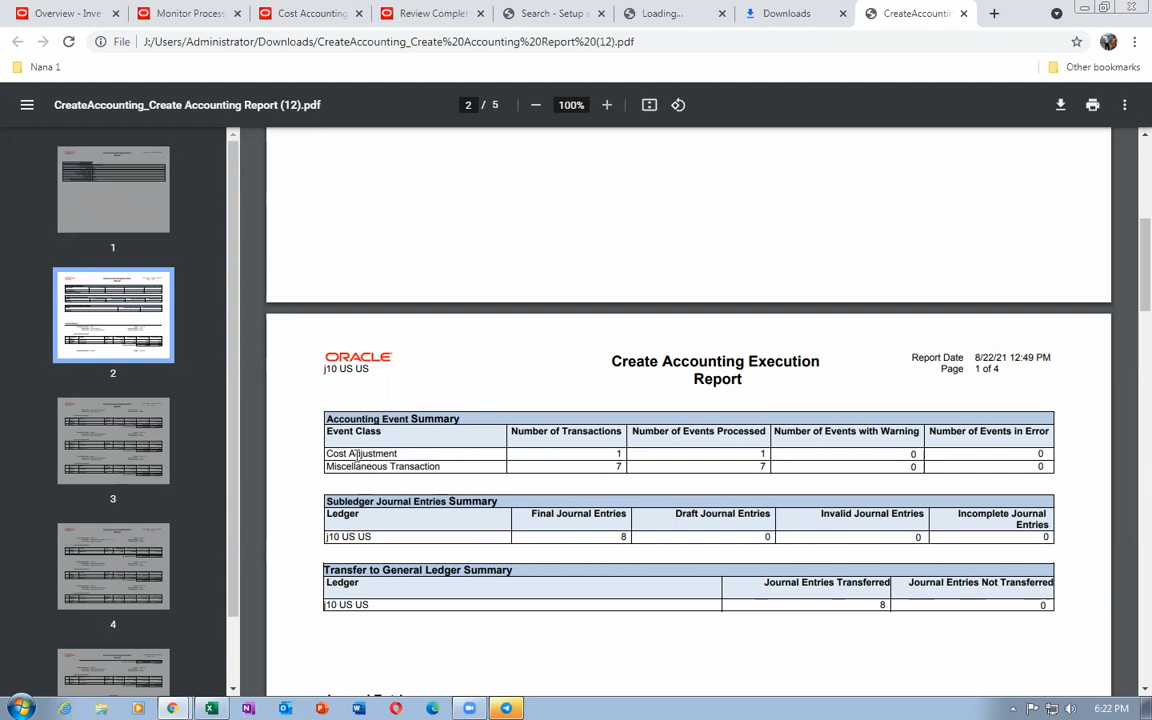 Overview - Inve
Monitor Process
Cost Accounting
Review Complet
Search - Setup a
Loading...
Downloads
CreateAccountin
File J:/Users/Administrator/Downloads/CreateAccounting_Create%20Accounting%20Report%20(12).pdf
Nana 1
Other bookmarks
CreateAccounting_Create Accounting Report (12).pdf
2 / 5
100%
1
2
3
4
ORACLE
j10 US US
Create Accounting Execution
Report
Report Date 8/22/21 12:49 PM
Page 1 of 4
Accounting Event Summary
Event Class Number of Transactions Number of Events Processed Number of Events with Warning Number of Events in Error
Cost Adjustment 1 1 0 0
Miscellaneous Transaction 7 7 0 0
Subledger Journal Entries Summary
Ledger Final Journal Entries Draft Journal Entries Invalid Journal Entries Incomplete Journal
Entries
j10 US US 8 0 0 0
Transfer to General Ledger Summary
Ledger Journal Entries Transferred Journal Entries Not Transferred
j10 US US 8 0
6:22 PM